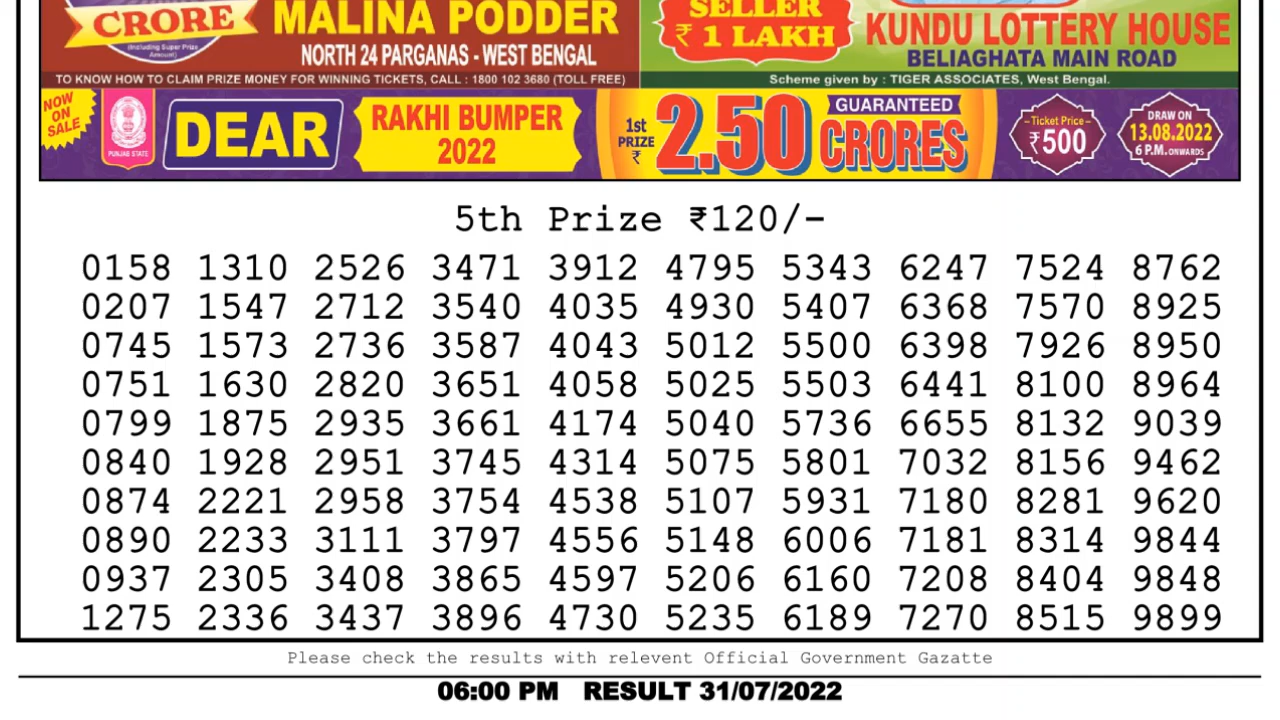 CRORE
(Including Super Prize Amount)
MALINA PODDER
NORTH 24 PARGANAS - WEST BENGAL
TO KNOW HOW TO CLAIM PRIZE MONEY FOR WINNING TICKETS, CALL : 1800 102 3680 (TOLL FREE)
SELLER
₹ 1 LAKH
KUNDU LOTTERY HOUSE
BELIAGHATA MAIN ROAD
Scheme given by : TIGER ASSOCIATES, West Bengal.
NOW
ON
SALE
PUNJAB STATE
DEAR
RAKHI BUMPER
2022
1st
PRIZE
₹
2.50
GUARANTEED
CRORES
Ticket Price
₹500
DRAW ON
13.08.2022
6 P.M. ONWARDS
5th Prize ₹120/-
0158 1310 2526 3471 3912 4795 5343 6247 7524 8762
0207 1547 2712 3540 4035 4930 5407 6368 7570 8925
0745 1573 2736 3587 4043 5012 5500 6398 7926 8950
0751 1630 2820 3651 4058 5025 5503 6441 8100 8964
0799 1875 2935 3661 4174 5040 5736 6655 8132 9039
0840 1928 2951 3745 4314 5075 5801 7032 8156 9462
0874 2221 2958 3754 4538 5107 5931 7180 8281 9620
0890 2233 3111 3797 4556 5148 6006 7181 8314 9844
0937 2305 3408 3865 4597 5206 6160 7208 8404 9848
1275 2336 3437 3896 4730 5235 6189 7270 8515 9899
Please check the results with relevent Official Government Gazatte
06:00 PM RESULT 31/07/2022